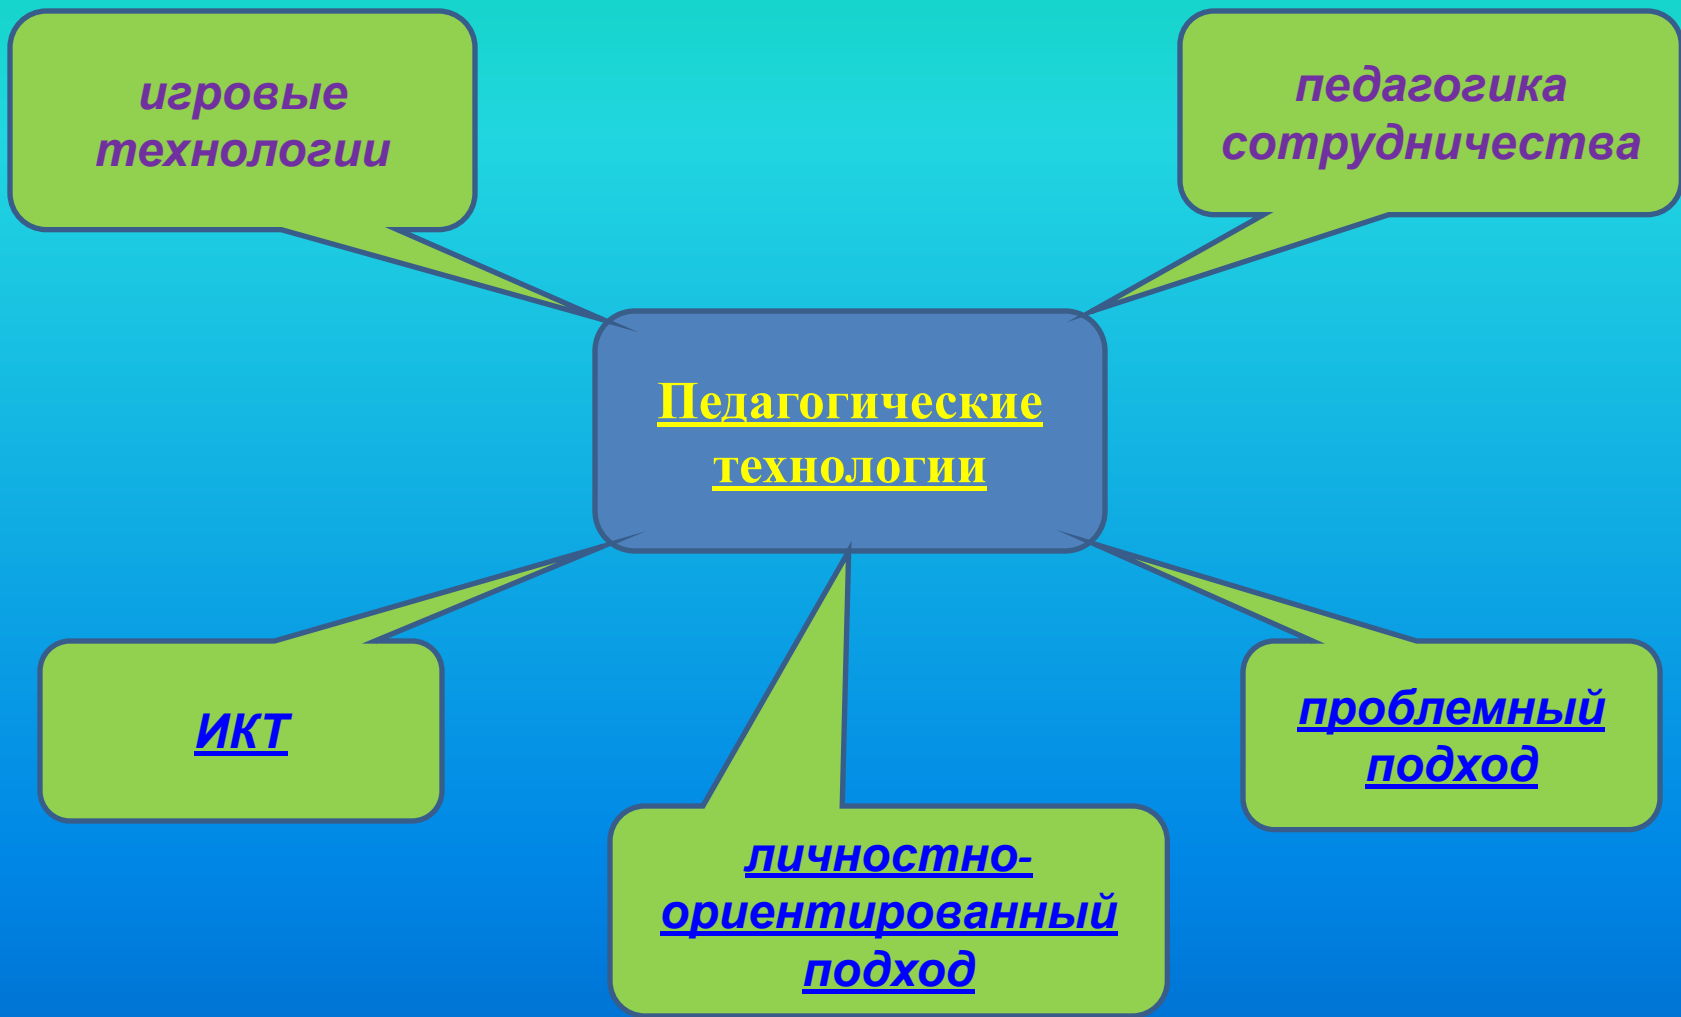 игровые
технологии
педагогика
сотрудничества
Педагогические
технологии
ИКТ
проблемный
подход
личностно-
ориентированный
подход